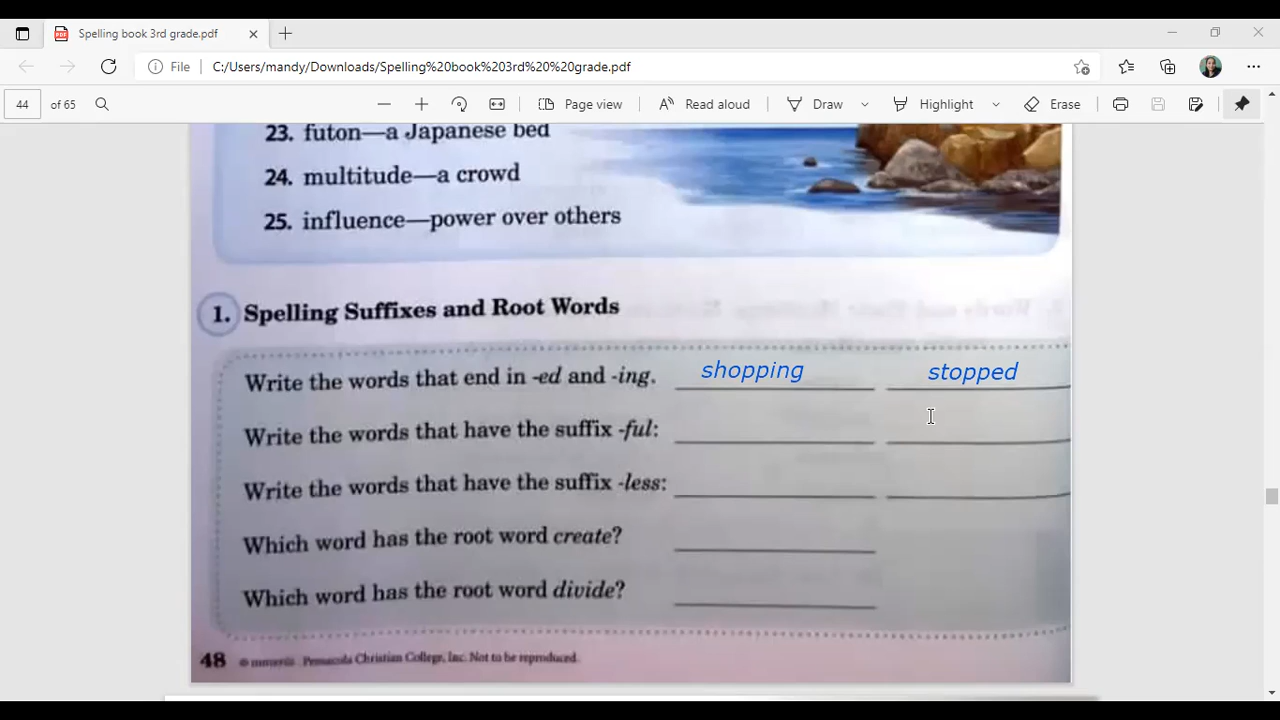 Spelling book 3rd grade.pdf
File C:/Users/mandy/Downloads/Spelling%20book%203rd%20%20grade.pdf
44 of 65 Page view Read aloud Draw Highlight Erase
23. futon—a Japanese bed
24. multitude—a crowd
25. influence—power over others
1. Spelling Suffixes and Root Words
Write the words that end in -ed and -ing. shopping stopped
Write the words that have the suffix -ful:
Write the words that have the suffix -less:
Which word has the root word create?
Which word has the root word divide?
48 Pensacola Christian College, Inc. Not to be reproduced.